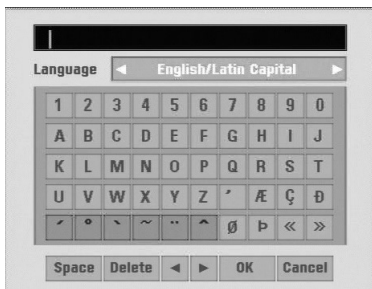 Language ◄ English/Latin Capital ►
1 2 3 4 5 6 7 8 9 0
A B C D E F G H I J
K L M N O P Q R S T
U V W X Y Z ′ Æ Ç Đ
´ ° ` ~ ¨ ^ Ø Þ « »
Space Delete ◄ ► OK Cancel